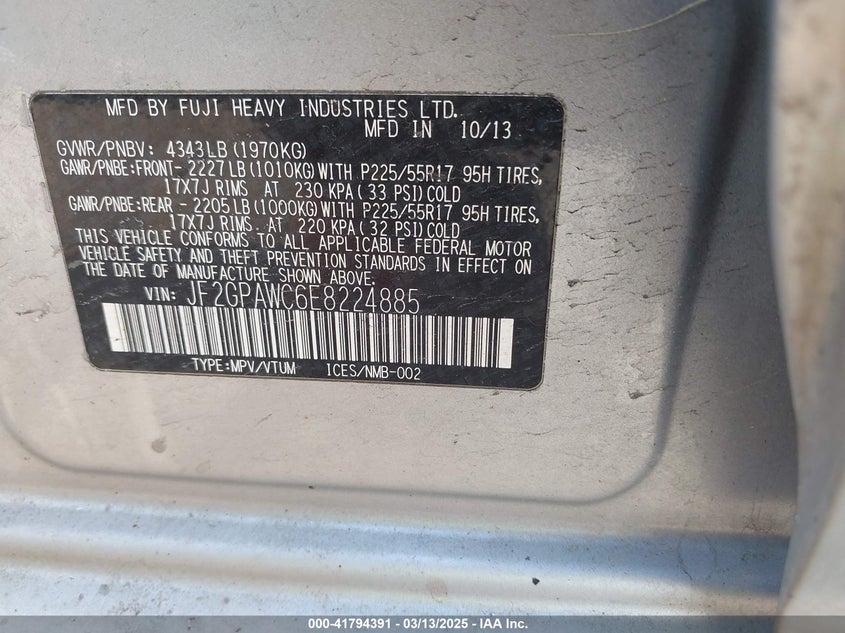 MFD BY FUJI HEAVY INDUSTRIES LTD.
MFD IN 10/13
GVWR/PNBV: 4343LB (1970KG)
GAWR/PNBE:FRONT- 2227LB (1010KG) WITH P225/55R17 95H TIRES,
17X7J RIMS AT 230 KPA (33 PSI) COLD
GAWR/PNBE:REAR - 2205LB (1000KG) WITH P225/55R17 95H TIRES,
17X7J RIMS AT 220 KPA (32 PSI) COLD
THIS VEHICLE CONFORMS TO ALL APPLICABLE FEDERAL MOTOR
VEHICLE SAFETY AND THEFT PREVENTION STANDARDS IN EFFECT ON
THE DATE OF MANUFACTURE SHOWN ABOVE.
VIN: JF2GPAWC6E8224885
TYPE:MPV/VTUM ICES/NMB-002
000-41794391 - 03/13/2025 - IAA Inc.